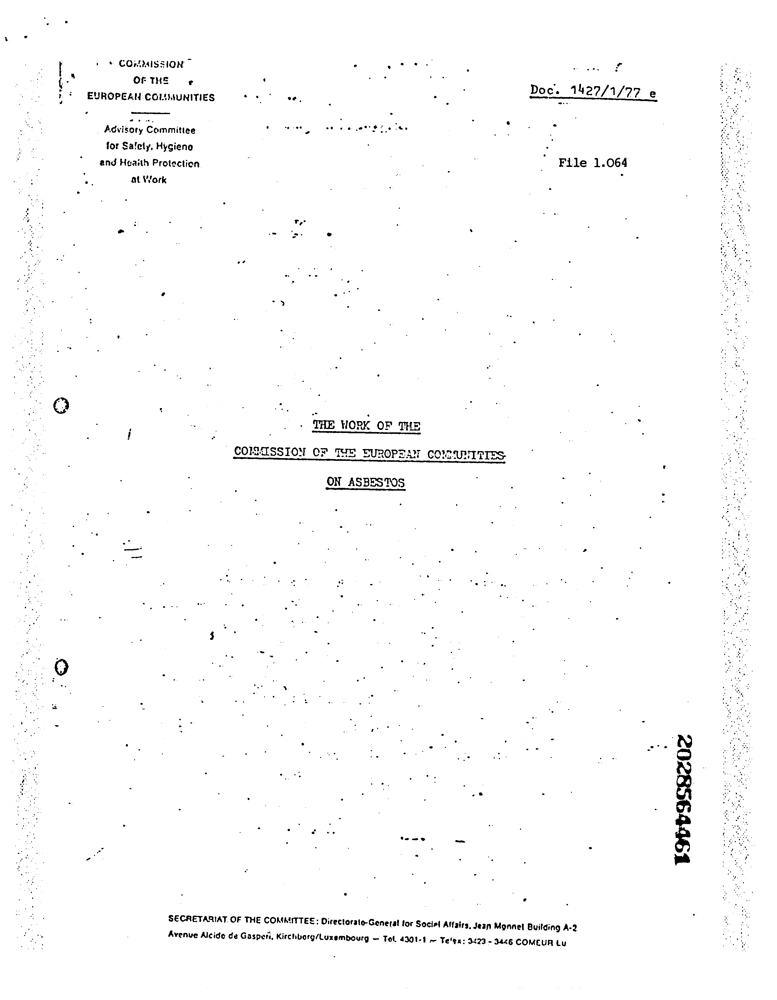 COMMISSION
OF THE
EUROPEAN COMMUNITIES
Advisory Committee
for Safety, Hygiene
and Health Protection
at Work
Doc. 1427/1/77 e
File 1.064
THE WORK OF THE
COMMISSION OF THE EUROPEAN COMMUNITIES
ON ASBESTOS
2028564461
SECRETARIAT OF THE COMMITTEE: Directorate-General for Social Affairs, Jean Monnet Building A-2
Avenue Alcide de Gasperi, Kirchberg/Luxembourg — Tel. 4301-1 — Telex: 3423 - 3446 COMEUR Lu